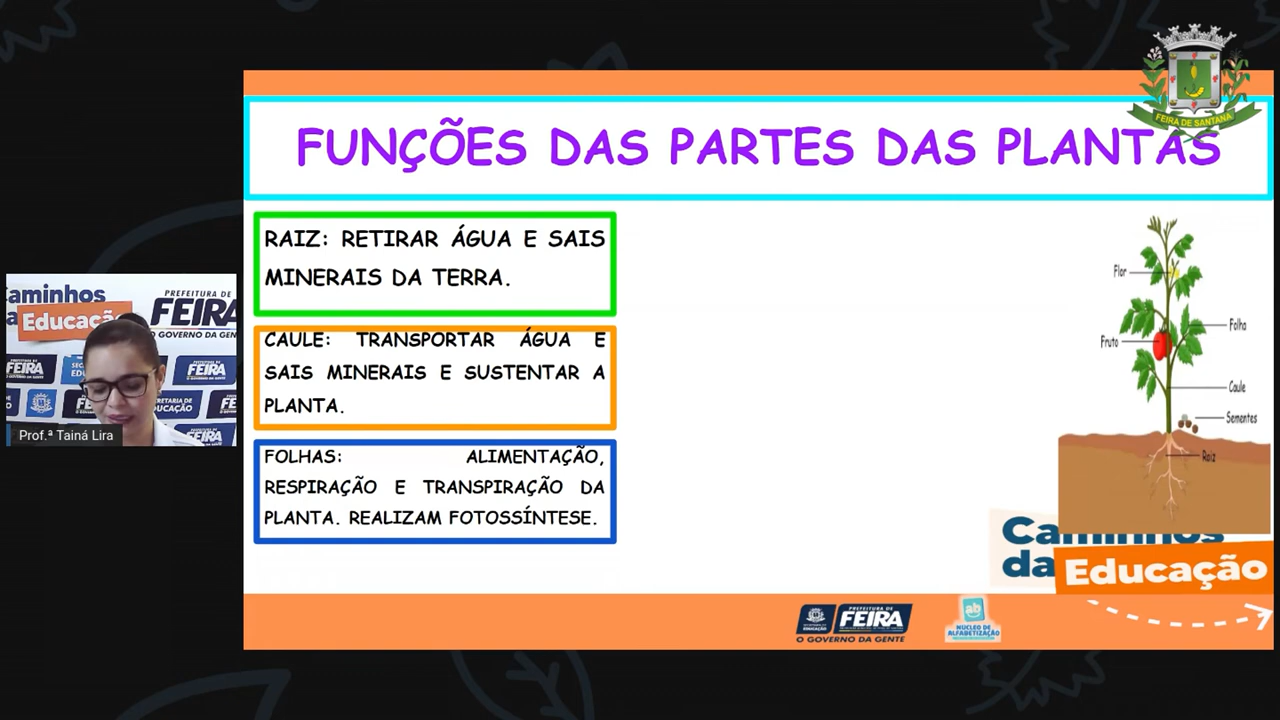 FEIRA DE SANTANA
FUNÇÕES DAS PARTES DAS PLANTAS
RAIZ: RETIRAR ÁGUA E SAIS
MINERAIS DA TERRA.
CAULE: TRANSPORTAR ÁGUA E
SAIS MINERAIS E SUSTENTAR A
PLANTA.
FOLHAS: ALIMENTAÇÃO,
RESPIRAÇÃO E TRANSPIRAÇÃO DA
PLANTA. REALIZAM FOTOSSÍNTESE.
Flor
Folha
Fruto
Caule
Sementes
Raiz
Caminhos
da Educação
PREFEITURA DE
FEIRA
O GOVERNO DA GENTE
NÚCLEO DE
ALFABETIZAÇÃO
PREFEITURA DE
FEIRA
O GOVERNO DA GEN
Educação
FEIRA
FEIRA
Prof.ª Tainá Lira